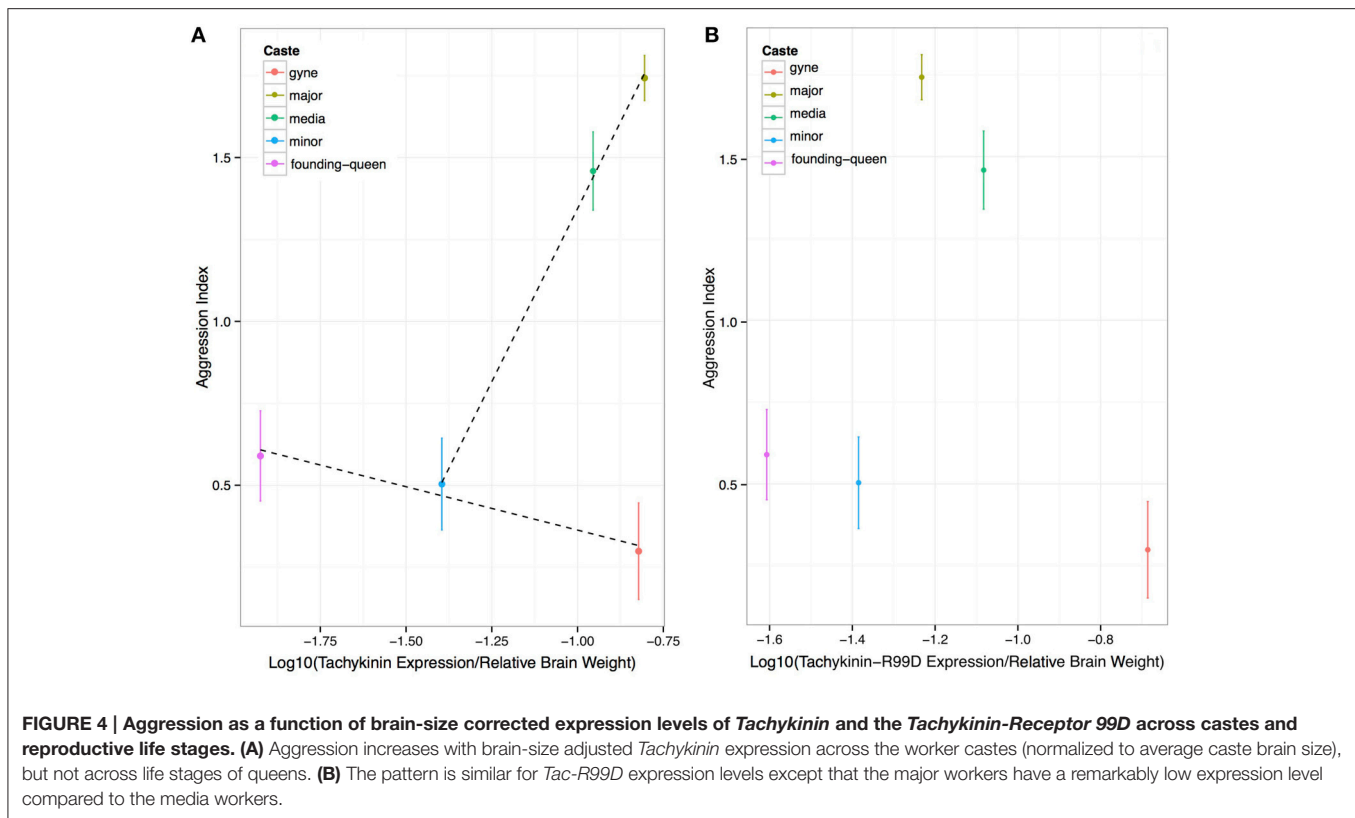 A
Caste
gyne
major
media
minor
founding-queen
Aggression Index
1.5
1.0
0.5
−1.75 −1.50 −1.25 −1.00 −0.75
Log10(Tachykinin Expression/Relative Brain Weight)
B
Caste
gyne
major
media
minor
founding-queen
Aggression Index
1.5
1.0
0.5
−1.6 −1.4 −1.2 −1.0 −0.8
Log10(Tachykinin−R99D Expression/Relative Brain Weight)
FIGURE 4 | Aggression as a function of brain-size corrected expression levels of Tachykinin and the Tachykinin-Receptor 99D across castes and
reproductive life stages. (A) Aggression increases with brain-size adjusted Tachykinin expression across the worker castes (normalized to average caste brain size),
but not across life stages of queens. (B) The pattern is similar for Tac-R99D expression levels except that the major workers have a remarkably low expression level
compared to the media workers.